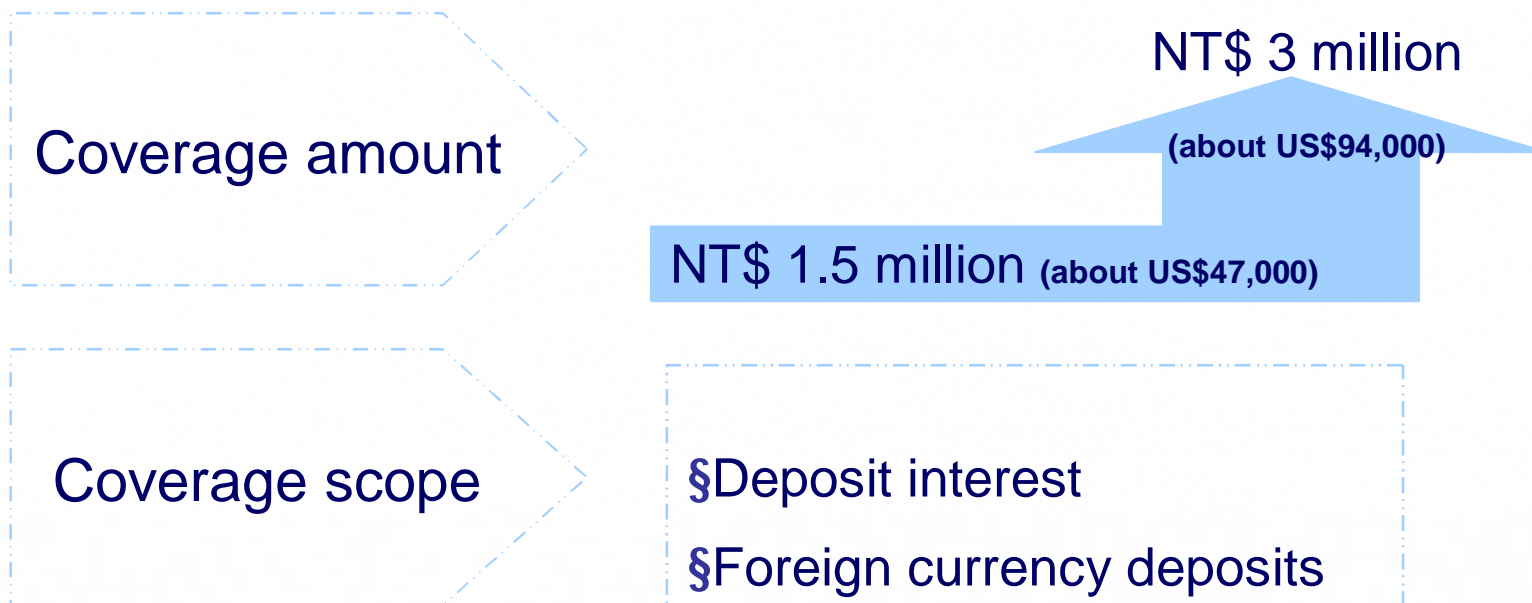 NT$ 3 million
(about US$94,000)
Coverage amount
NT$ 1.5 million (about US$47,000)
Coverage scope
§Deposit interest
§Foreign currency deposits